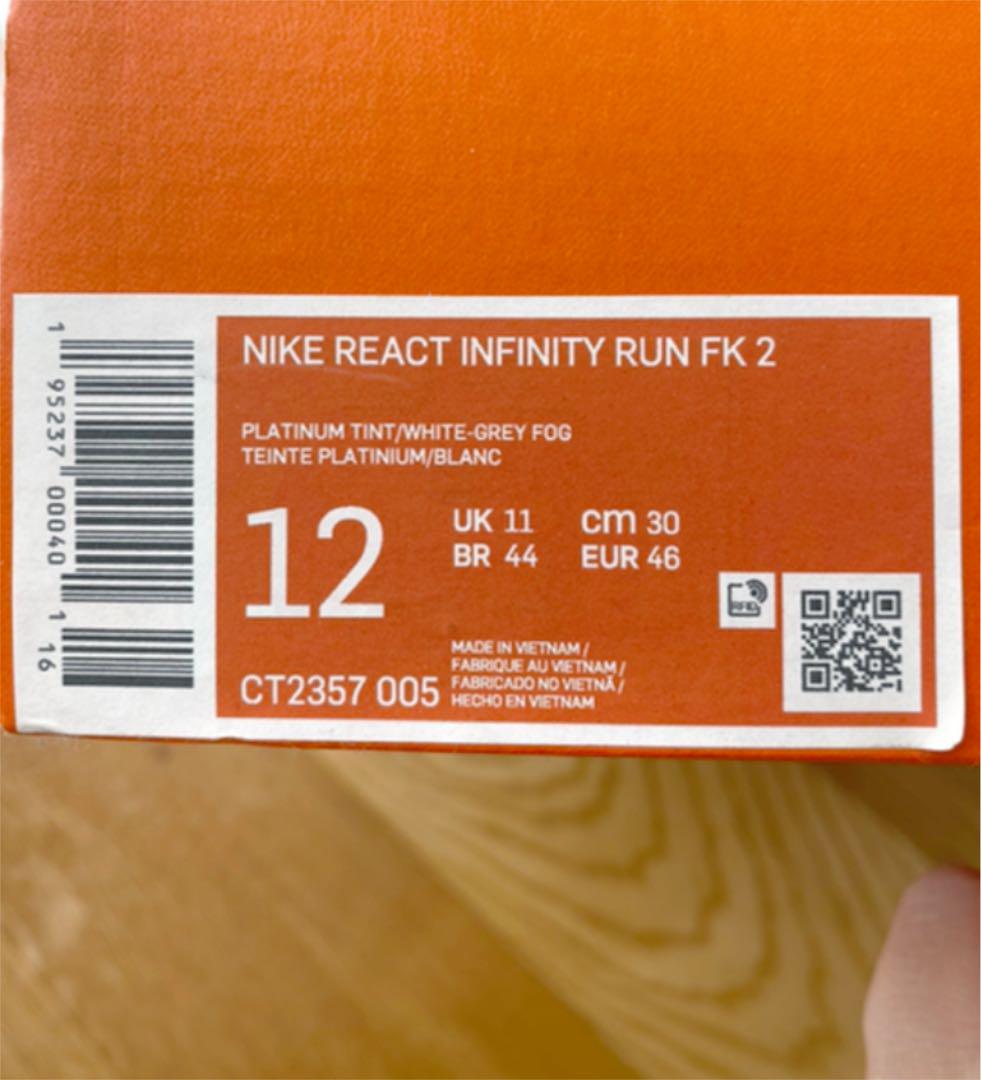 NIKE REACT INFINITY RUN FK 2
PLATINUM TINT/WHITE-GREY FOG
TEINTE PLATINIUM/BLANC
12
UK 11 cm 30
BR 44 EUR 46
RFID
CT2357 005
MADE IN VIETNAM /
FABRIQUE AU VIETNAM /
FABRICADO NO VIETNÃ /
HECHO EN VIETNAM
1 95237 00040 1 16